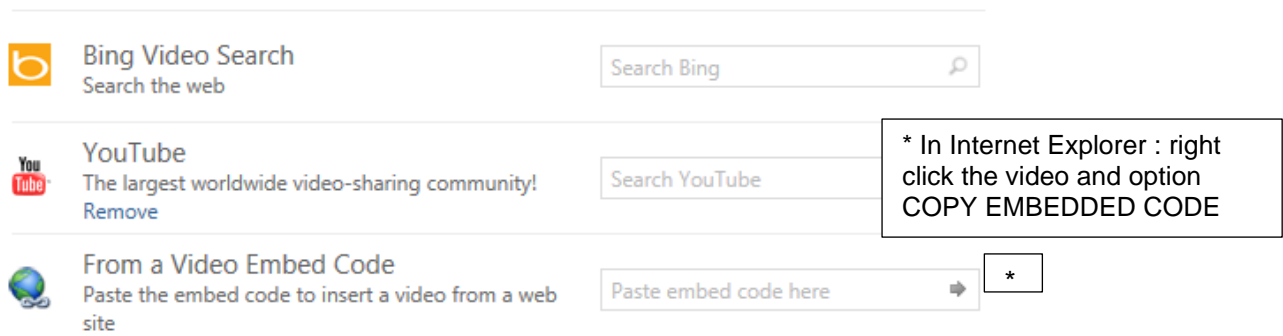 Bing Video Search
Search the web
Search Bing
You
Tube
YouTube
The largest worldwide video-sharing community!
Remove
Search YouTube
* In Internet Explorer : right
click the video and option
COPY EMBEDDED CODE
From a Video Embed Code
Paste the embed code to insert a video from a web
site
Paste embed code here
*